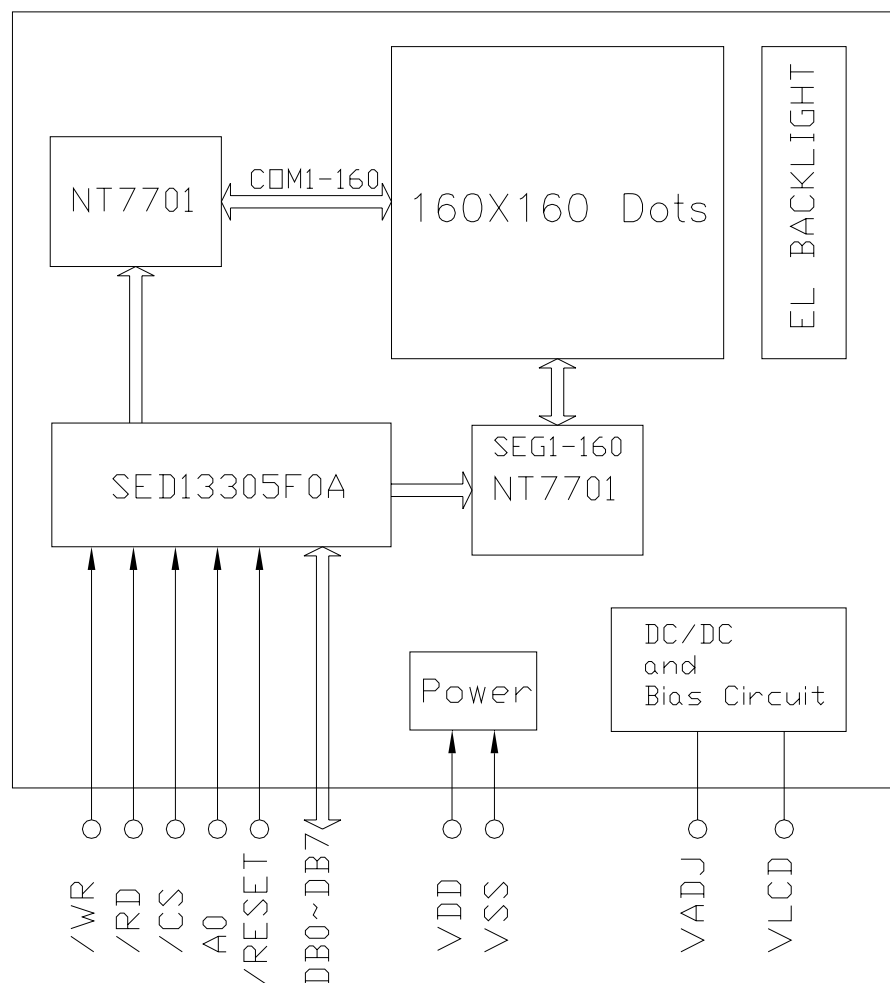 COM1-160
NT7701
160X160 Dots
EL BACKLIGHT
SED13305F0A
SEG1-160
NT7701
Power
DC/DC
and
Bias Circuit
/WR
/RD
/CS
A0
/RESET
DB0~DB7
VDD
VSS
VADJ
VLCD